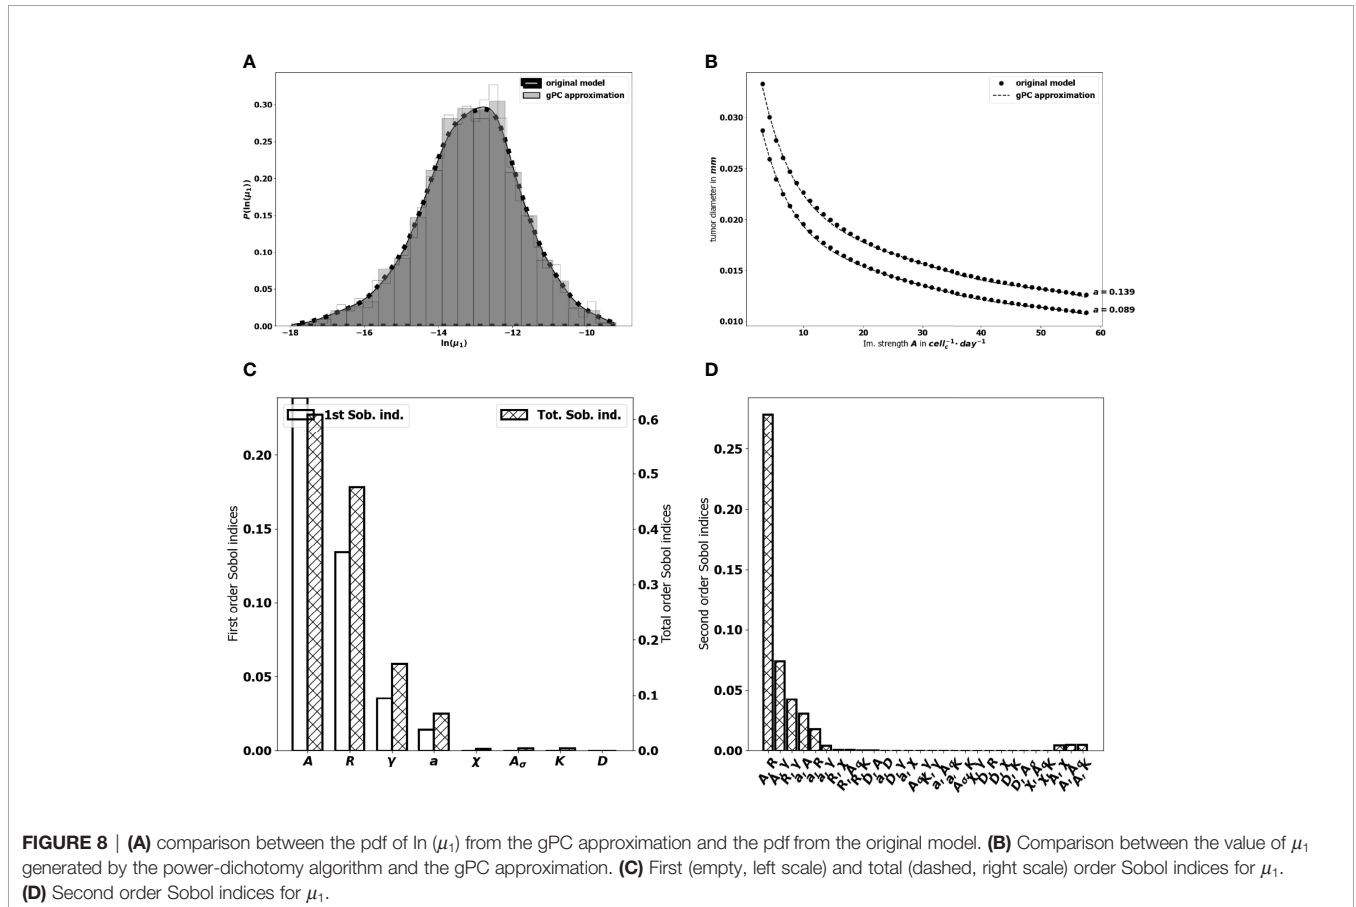 A
original model
gPC approximation
0.30
0.25
0.20
0.15
0.10
0.05
0.00
P(ln(μ₁))
−18
−16
−14
−12
−10
ln(μ₁)
B
original model
gPC approximation
0.030
0.025
0.020
0.015
0.010
tumor diameter in mm
a = 0.139
a = 0.089
10
20
30
40
50
60
Im. strength A in cell_c^{-1} · day^{-1}
C
1st Sob. ind.
Tot. Sob. ind.
0.20
0.15
0.10
0.05
0.00
First order Sobol indices
0.6
0.5
0.4
0.3
0.2
0.1
0.0
Total order Sobol indices
A R γ a χ Aσ K D
D
0.25
0.20
0.15
0.10
0.05
0.00
Second order Sobol indices
A, R
A, γ
R, γ
a, A
a, R
a, γ
R, χ
FIGURE 8 | (A) comparison between the pdf of ln (μ₁) from the gPC approximation and the pdf from the original model. (B) Comparison between the value of μ₁
generated by the power-dichotomy algorithm and the gPC approximation. (C) First (empty, left scale) and total (dashed, right scale) order Sobol indices for μ₁.
(D) Second order Sobol indices for μ₁.